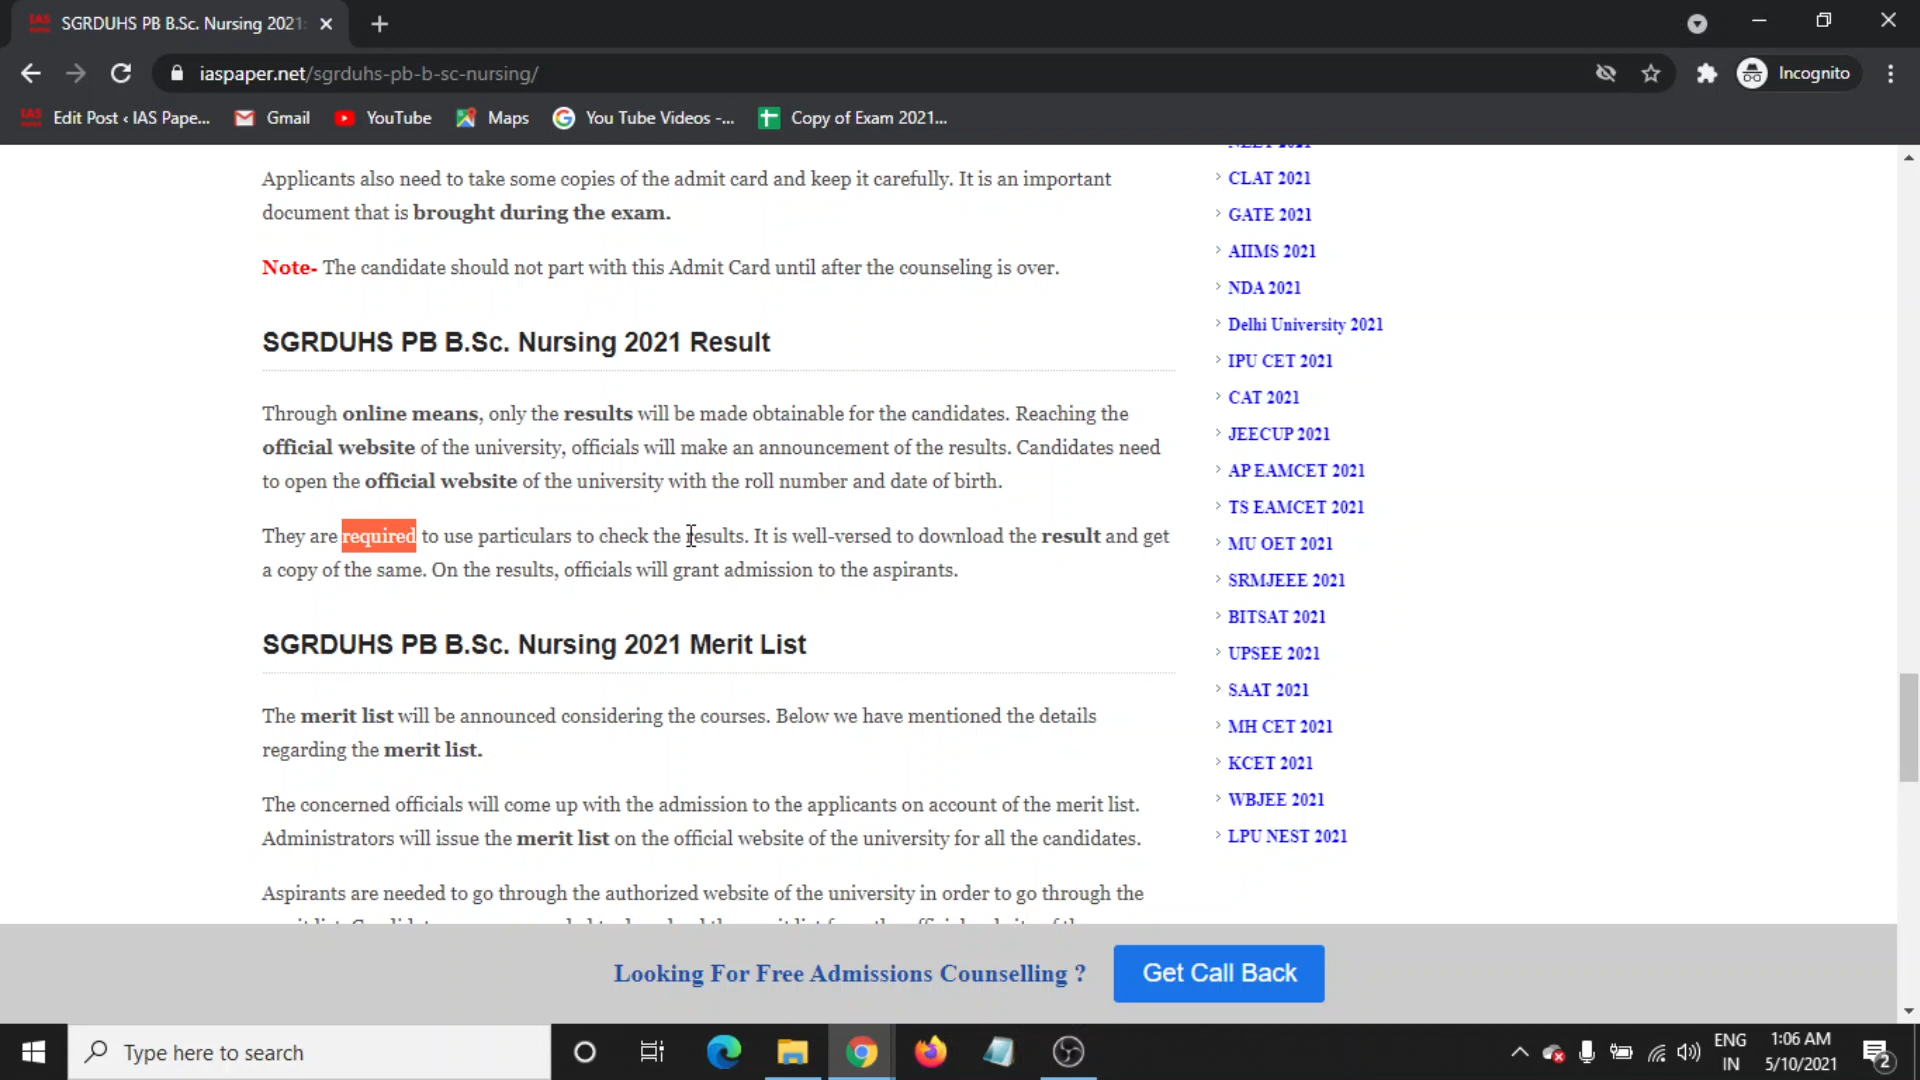 SGRDUHS PB B.Sc. Nursing 2021:
iaspaper.net/sgrduhs-pb-b-sc-nursing/
Incognito
Edit Post ‹ IAS Pape...
Gmail
YouTube
Maps
You Tube Videos -...
Copy of Exam 2021...
Applicants also need to take some copies of the admit card and keep it carefully. It is an important
document that is brought during the exam.
Note- The candidate should not part with this Admit Card until after the counseling is over.
SGRDUHS PB B.Sc. Nursing 2021 Result
Through online means, only the results will be made obtainable for the candidates. Reaching the
official website of the university, officials will make an announcement of the results. Candidates need
to open the official website of the university with the roll number and date of birth.
They are required to use particulars to check the results. It is well-versed to download the result and get
a copy of the same. On the results, officials will grant admission to the aspirants.
SGRDUHS PB B.Sc. Nursing 2021 Merit List
The merit list will be announced considering the courses. Below we have mentioned the details
regarding the merit list.
The concerned officials will come up with the admission to the applicants on account of the merit list.
Administrators will issue the merit list on the official website of the university for all the candidates.
Aspirants are needed to go through the authorized website of the university in order to go through the
CLAT 2021
GATE 2021
AIIMS 2021
NDA 2021
Delhi University 2021
IPU CET 2021
CAT 2021
JEECUP 2021
AP EAMCET 2021
TS EAMCET 2021
MU OET 2021
SRMJEEE 2021
BITSAT 2021
UPSEE 2021
SAAT 2021
MH CET 2021
KCET 2021
WBJEE 2021
LPU NEST 2021
Looking For Free Admissions Counselling ?
Get Call Back
Type here to search
ENG
IN
1:06 AM
5/10/2021
2